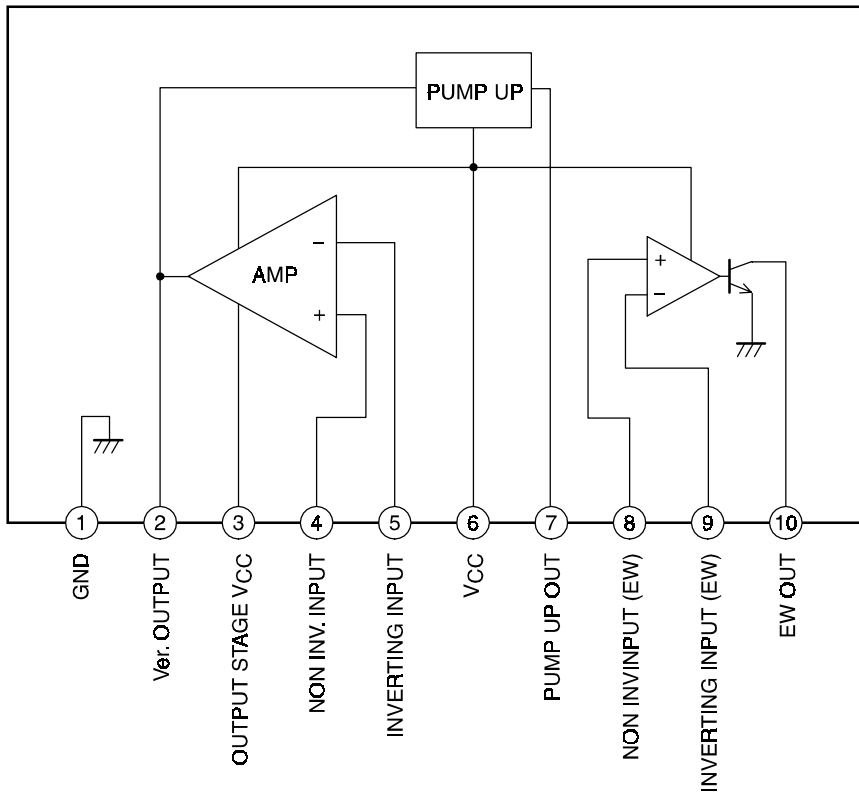 PUMP UP
AMP
−
+
+
−
1
2
3
4
5
6
7
8
9
10
GND
Ver. OUTPUT
OUTPUT STAGE VCC
NON INV. INPUT
INVERTING INPUT
VCC
PUMP UP OUT
NON INVINPUT (EW)
INVERTING INPUT (EW)
EW OUT